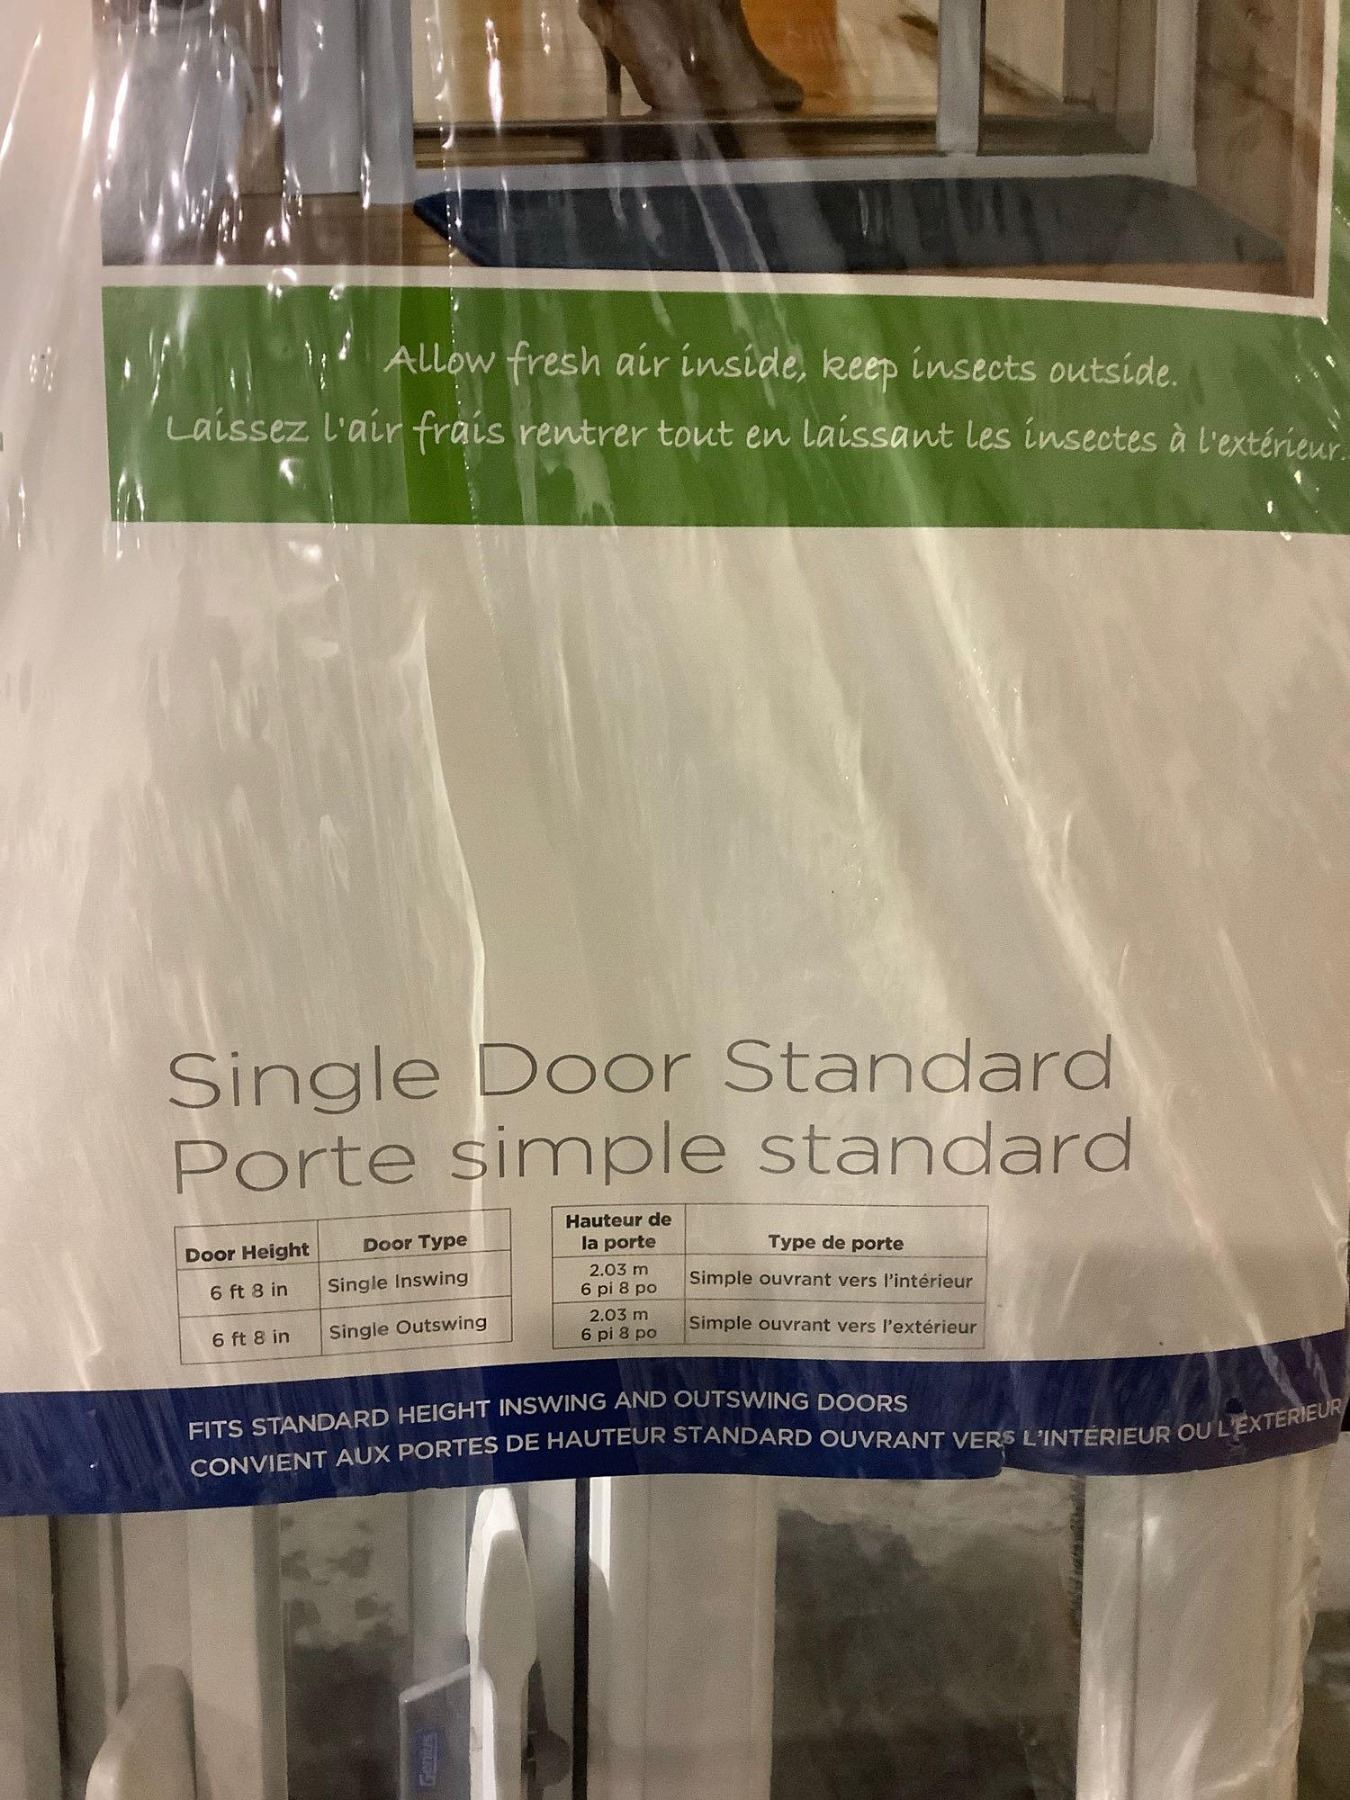 Allow fresh air inside, keep insects outside.
Laissez l'air frais rentrer tout en laissant les insectes à l'extérieur.
Single Door Standard
Porte simple standard
Door Height Door Type
6 ft 8 in Single Inswing
6 ft 8 in Single Outswing
Hauteur de
la porte Type de porte
2.03 m
6 pi 8 po Simple ouvrant vers l'intérieur
2.03 m
6 pi 8 po Simple ouvrant vers l'extérieur
FITS STANDARD HEIGHT INSWING AND OUTSWING DOORS
CONVIENT AUX PORTES DE HAUTEUR STANDARD OUVRANT VERS L'INTÉRIEUR OU L'EXTÉRIEUR
Genius